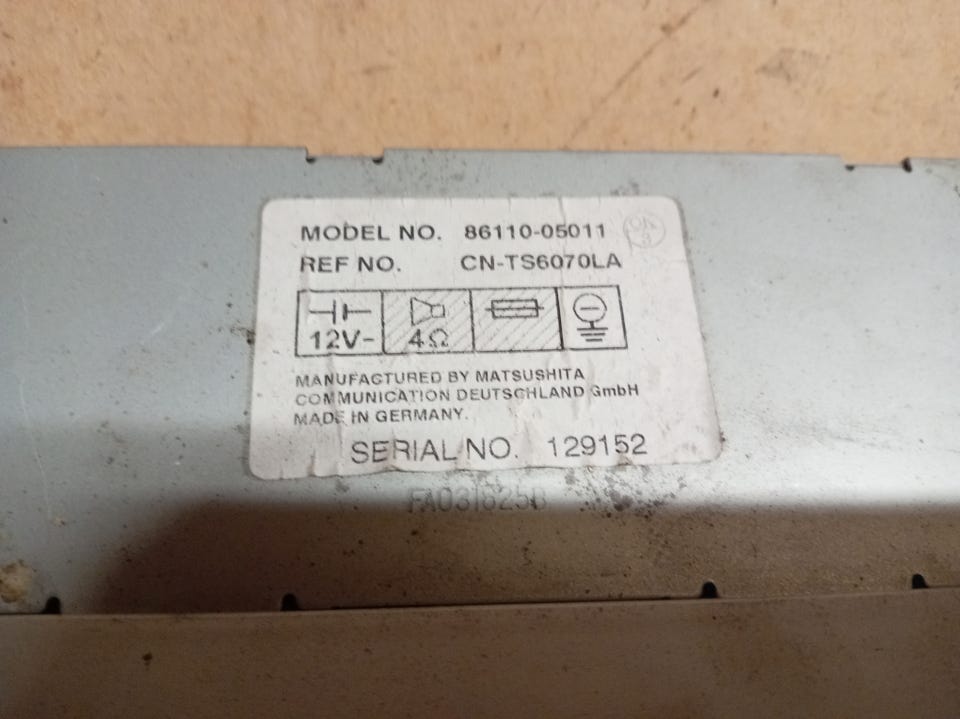 MODEL NO. 86110-05011
REF NO. CN-TS6070LA
12V- 4Ω
MANUFACTURED BY MATSUSHITA
COMMUNICATION DEUTSCHLAND GmbH
MADE IN GERMANY.
SERIAL NO. 129152